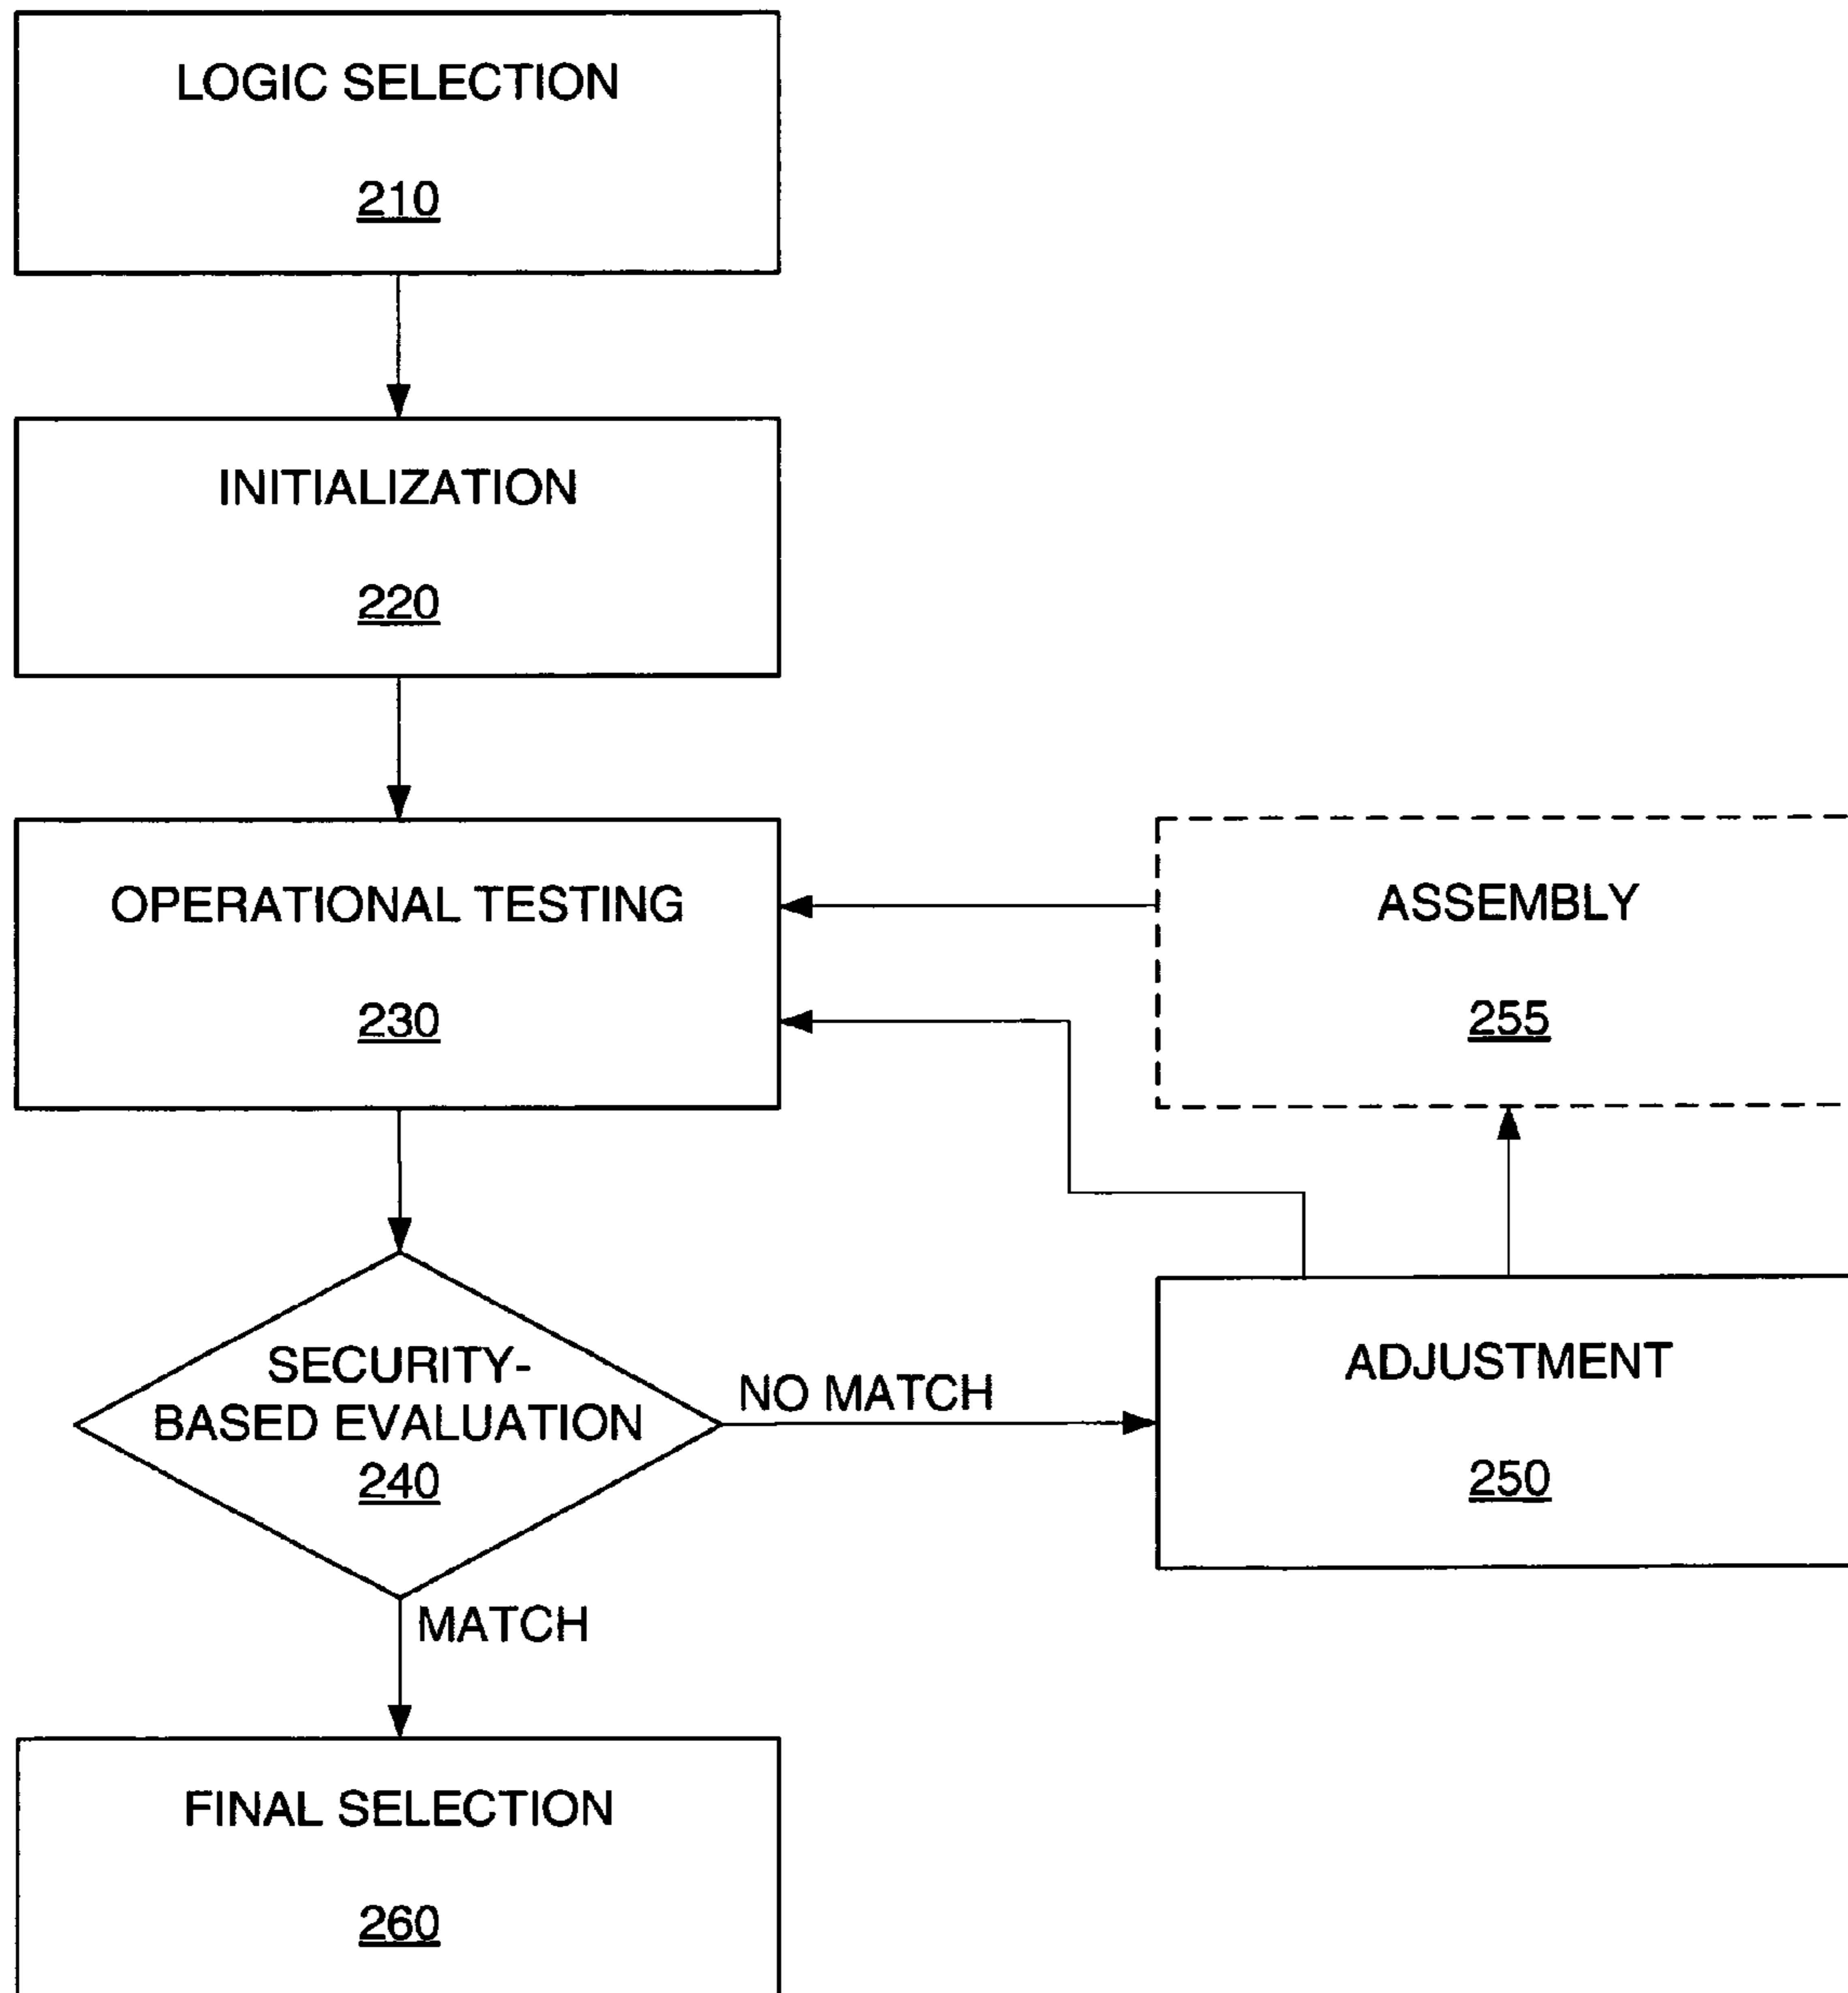 LOGIC SELECTION
210
INITIALIZATION
220
OPERATIONAL TESTING
230
ASSEMBLY
255
SECURITY-
BASED EVALUATION
240
NO MATCH
ADJUSTMENT
250
MATCH
FINAL SELECTION
260